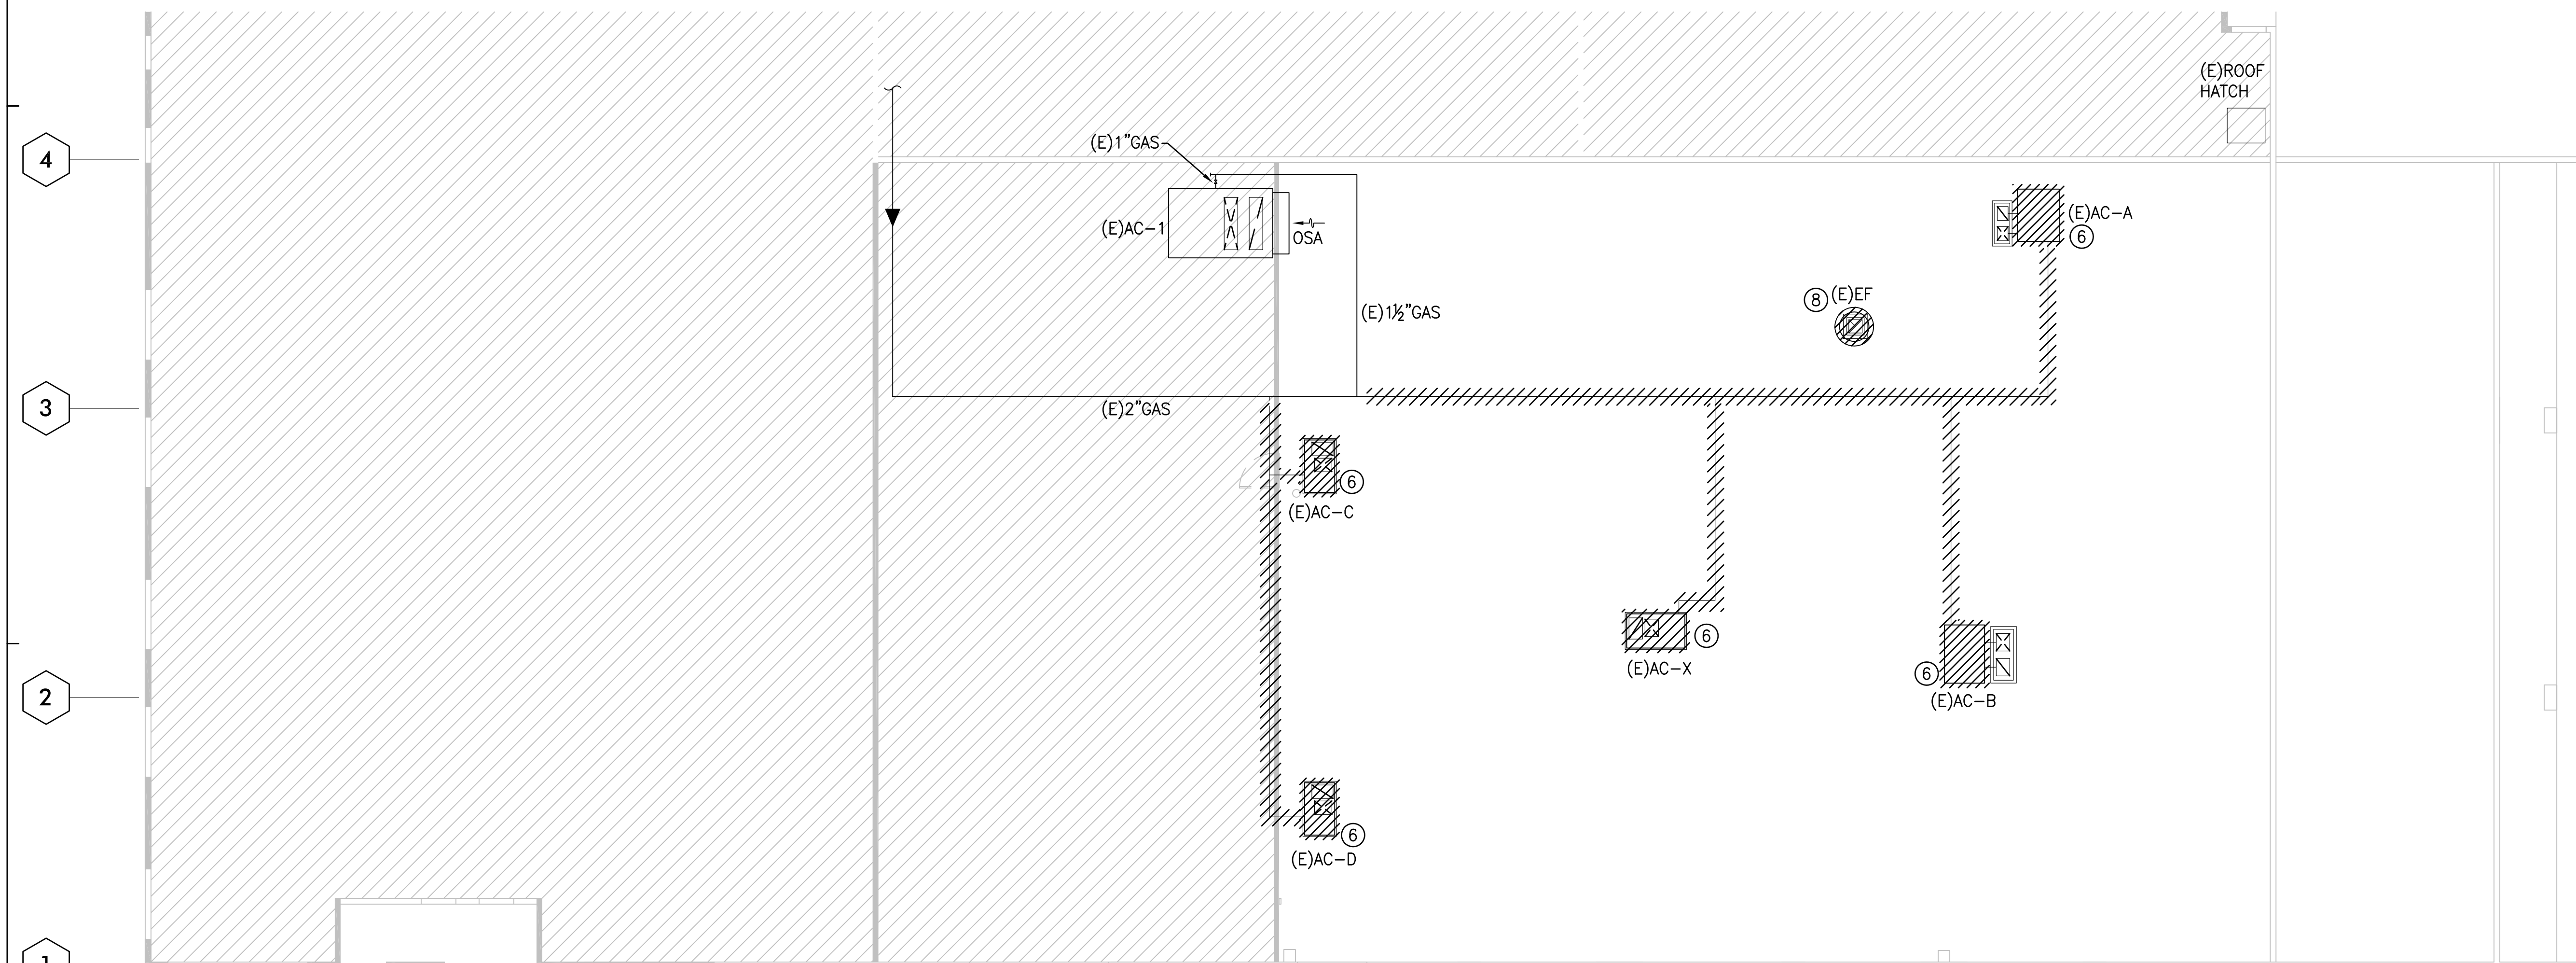 (E)ROOF
HATCH
(E)1"GAS
4
(E)AC-1
OSA
(E)AC-A
6
8
(E)EF
(E)1½"GAS
3
(E)2"GAS
6
(E)AC-C
6
(E)AC-X
6
2
(E)AC-B
6
(E)AC-D
1